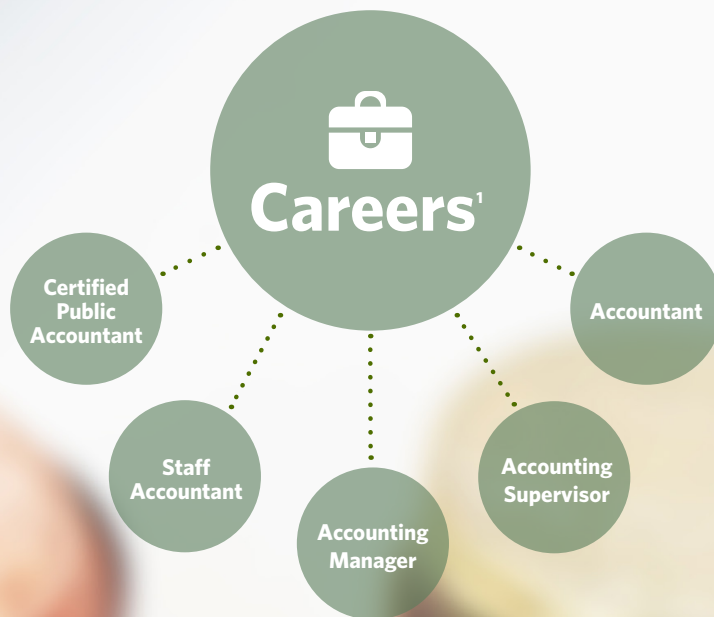 Careers¹
Certified
Public
Accountant
Staff
Accountant
Accounting
Manager
Accounting
Supervisor
Accountant